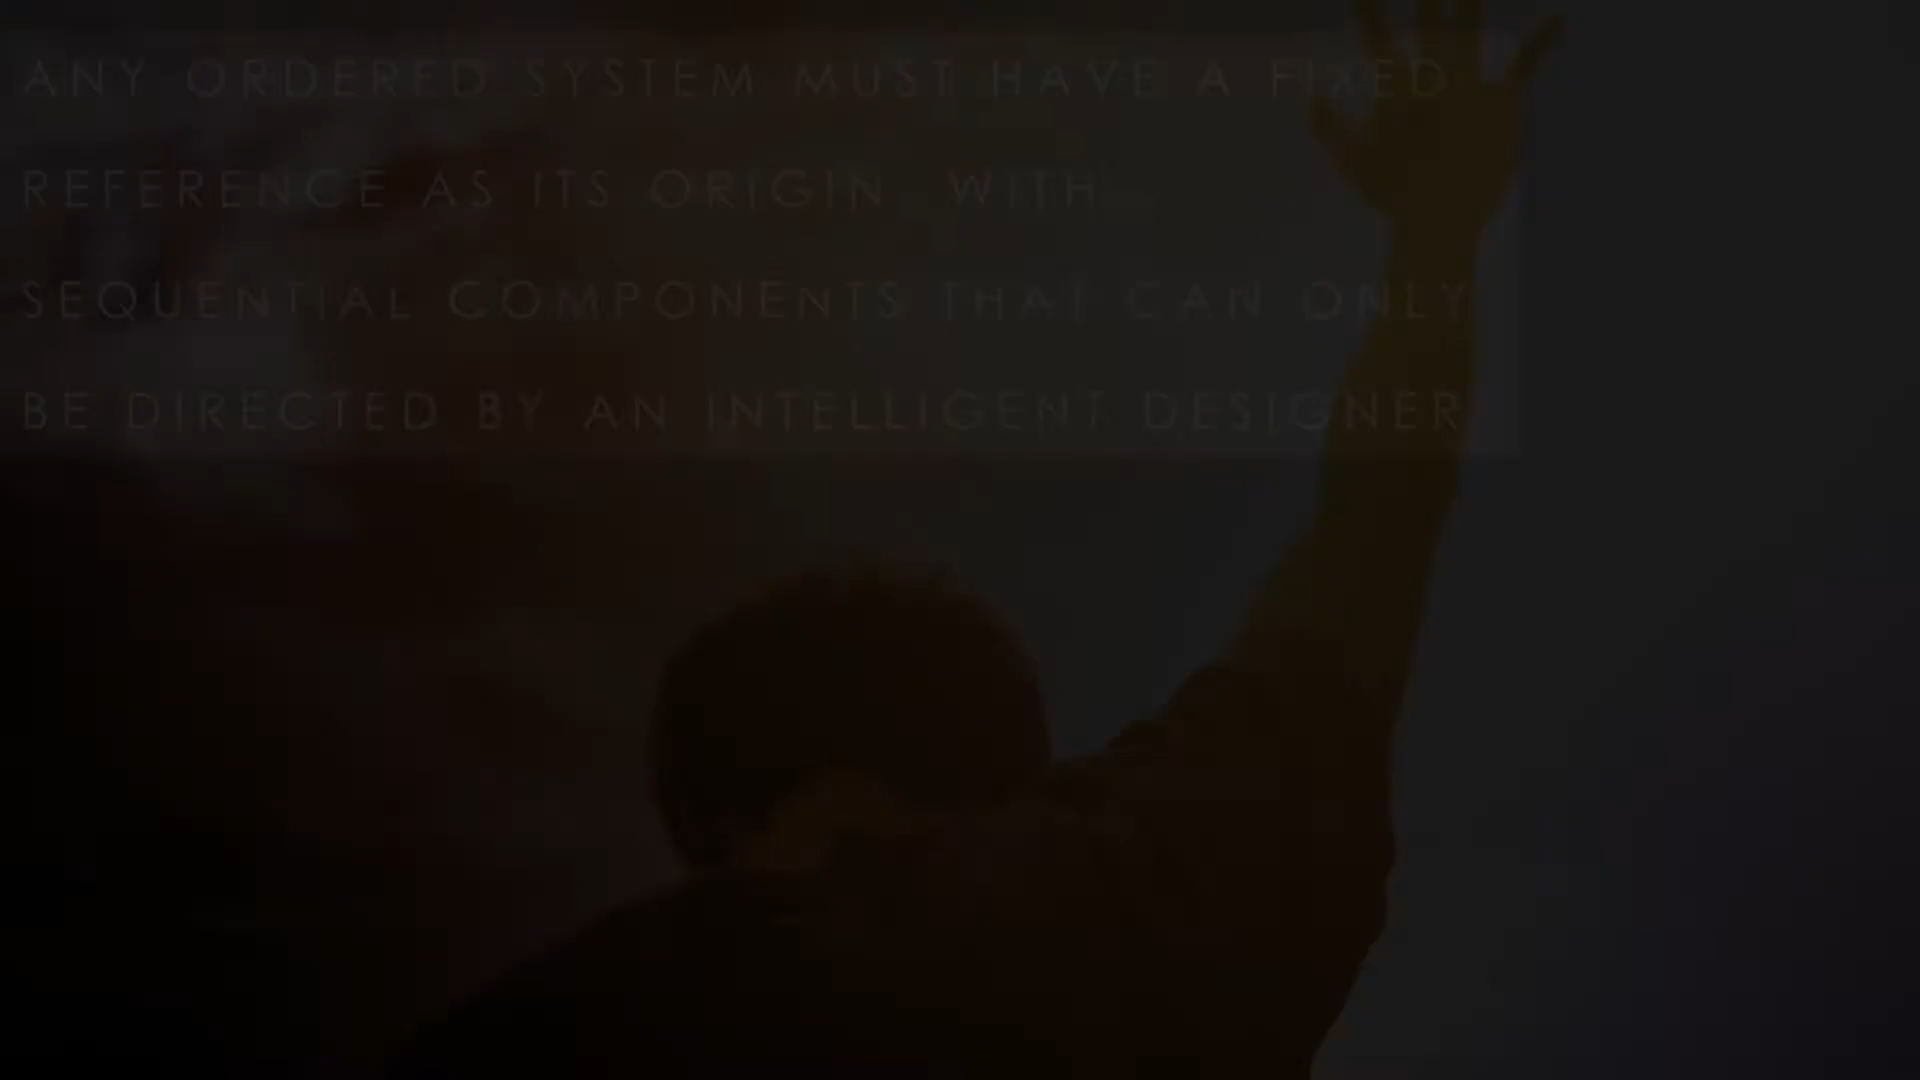 ANY ORDERED SYSTEM MUST HAVE A FIXED
REFERENCE AS ITS ORIGIN WITH
SEQUENTIAL COMPONENTS THAT CAN ONLY
BE DIRECTED BY AN INTELLIGENT DESIGNER